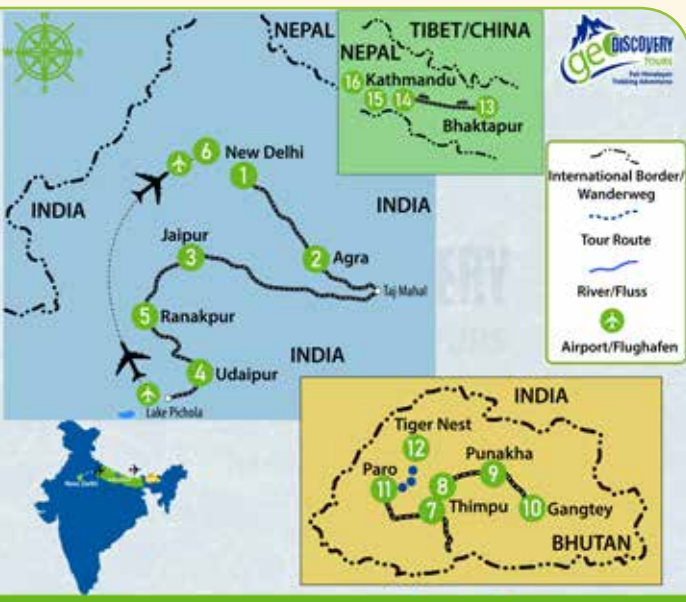 NEPAL
TIBET/CHINA
NEPAL
16 Kathmandu
15 14 13
Bhaktapur
geo DISCOVERY
TOURS
6 New Delhi
1
INDIA
INDIA
Jaipur
3
2 Agra
Taj Mahal
5 Ranakpur
INDIA
4 Udaipur
Lake Pichola
International Border/
Wanderweg
Tour Route
River/Fluss
Airport/Flughafen
New Delhi
INDIA
Tiger Nest
12
Punakha
9
Paro
11
8
7 Thimpu
10 Gangtey
BHUTAN